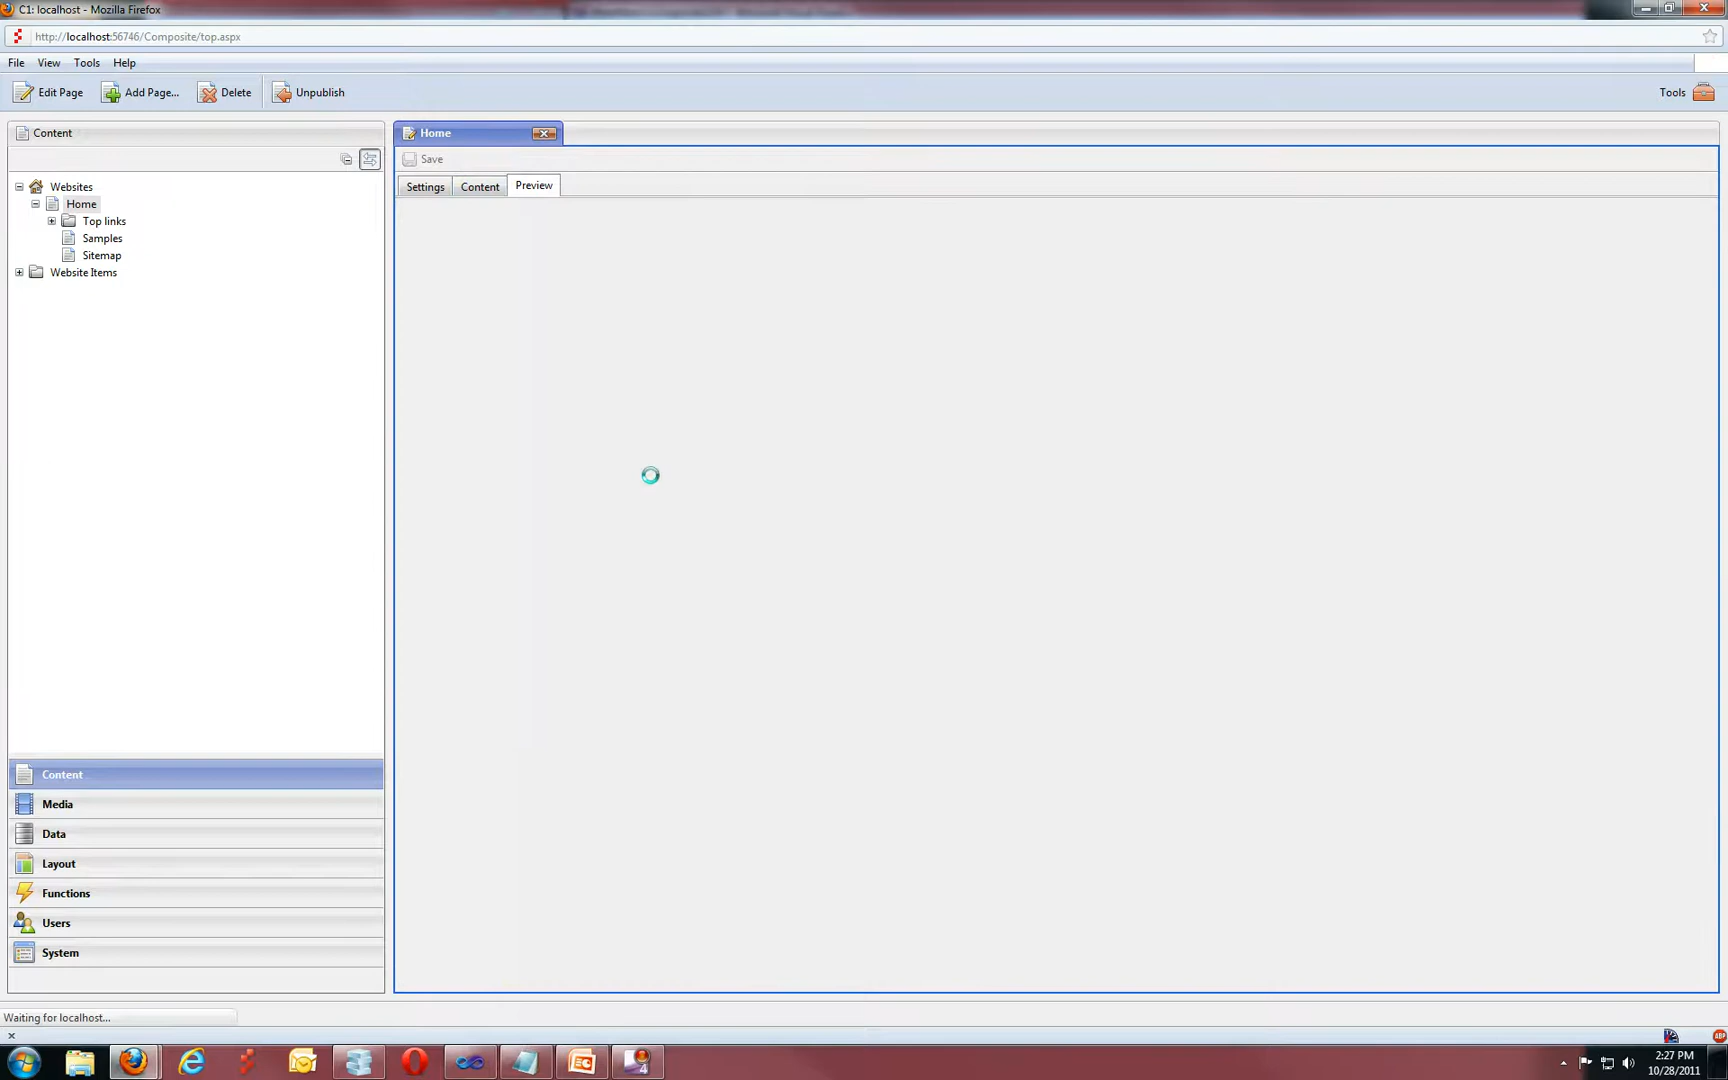 C1: localhost - Mozilla Firefox
http://localhost:56746/Composite/top.aspx
File View Tools Help
Edit Page Add Page... Delete Unpublish Tools
Content
Home
Save
Settings Content Preview
Websites
Home
Top links
Samples
Sitemap
Website Items
Content
Media
Data
Layout
Functions
Users
System
Waiting for localhost...
2:27 PM
10/28/2011